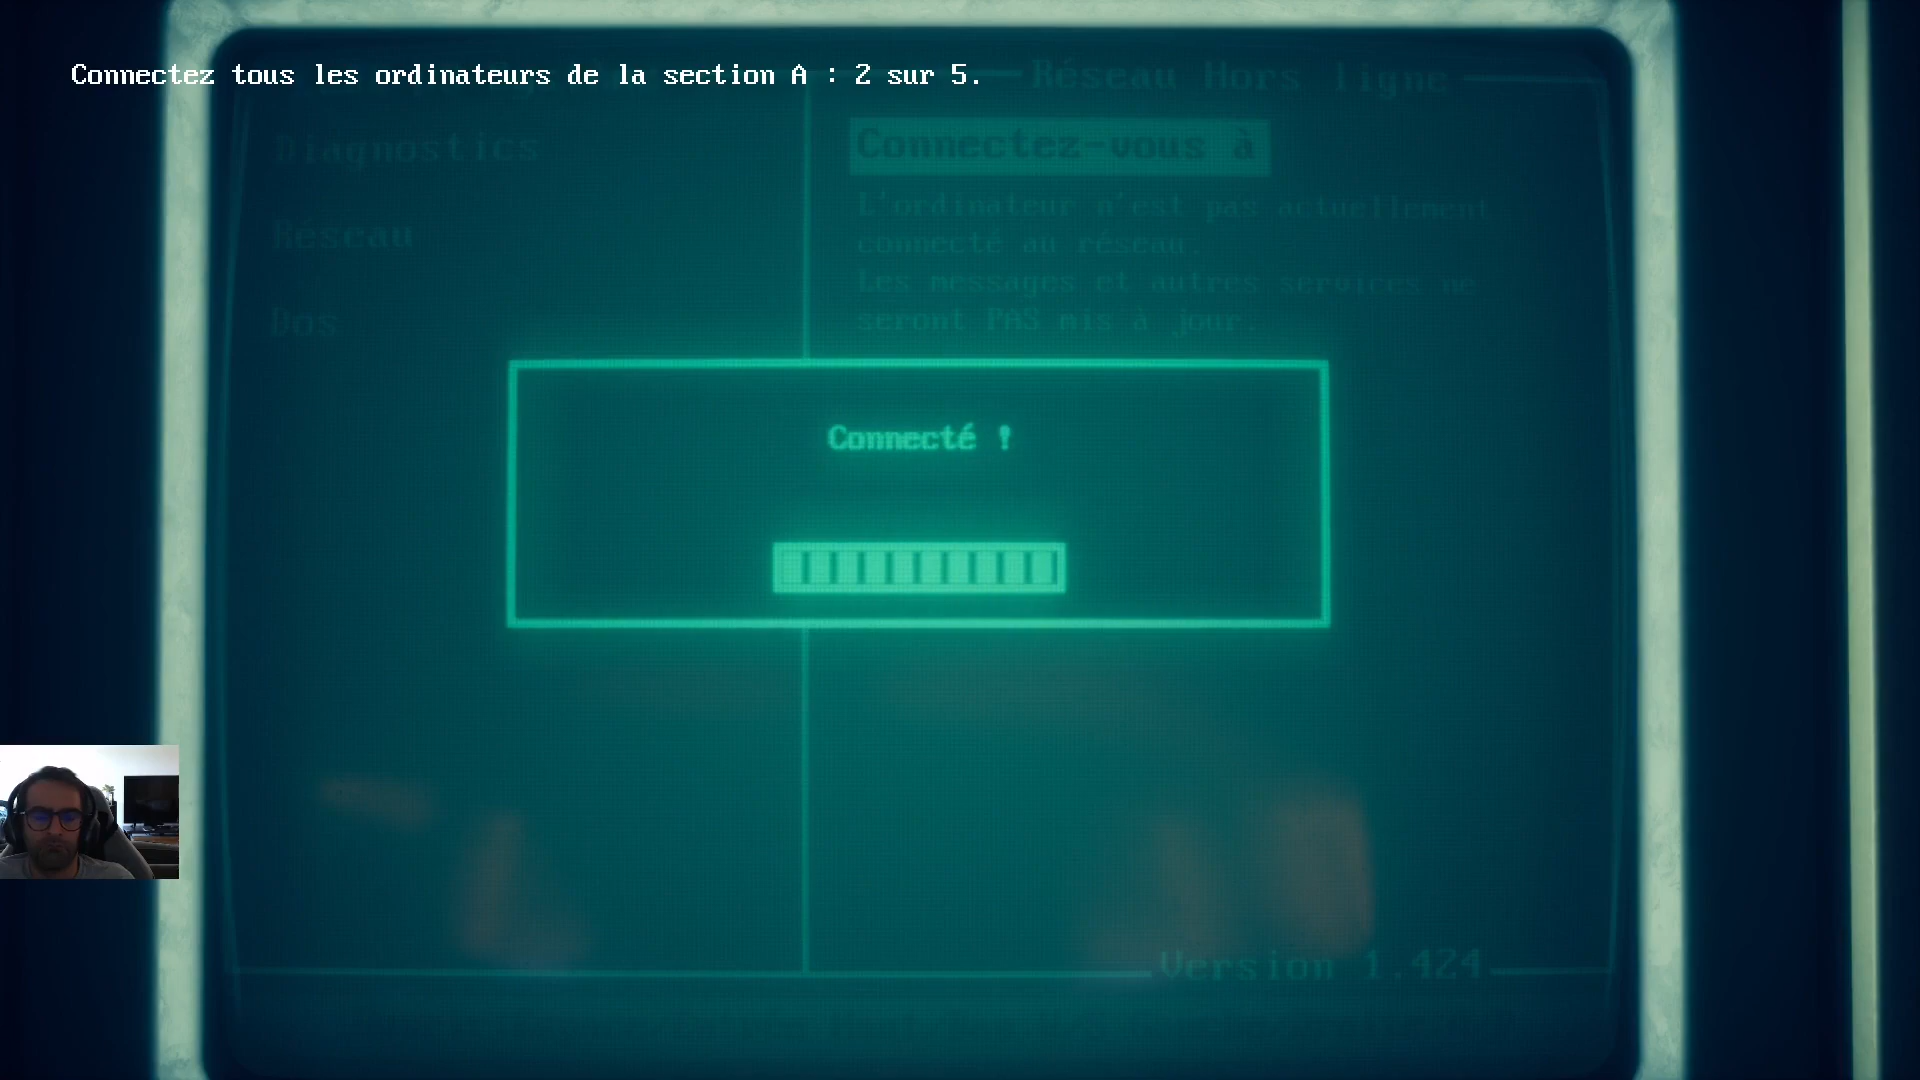 Connectez tous les ordinateurs de la section A : 2 sur 5.
Réseau Hors ligne
Diagnostics
Réseau
Dos
Connectez-vous à
L'ordinateur n'est pas actuellement
connecté au réseau.
Les messages et autres services ne
seront PAS mis à jour.
Connecté !
Version 1.424